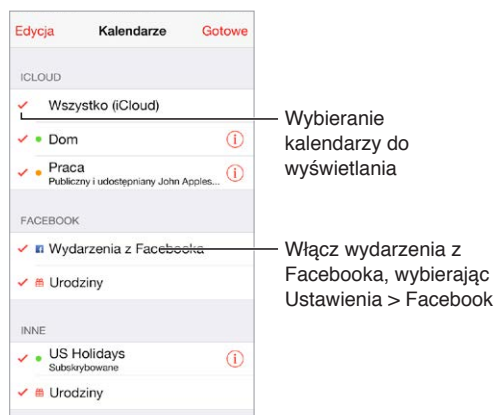 Edycja Kalendarze Gotowe
ICLOUD
Wszystko (iCloud)
Dom
Praca
Publiczny i udostępniany John Apples...
FACEBOOK
Wydarzenia z Facebooka
Urodziny
INNE
US Holidays
Subskrybowane
Urodziny
Wybieranie
kalendarzy do
wyświetlania
Włącz wydarzenia z
Facebooka, wybierając
Ustawienia > Facebook